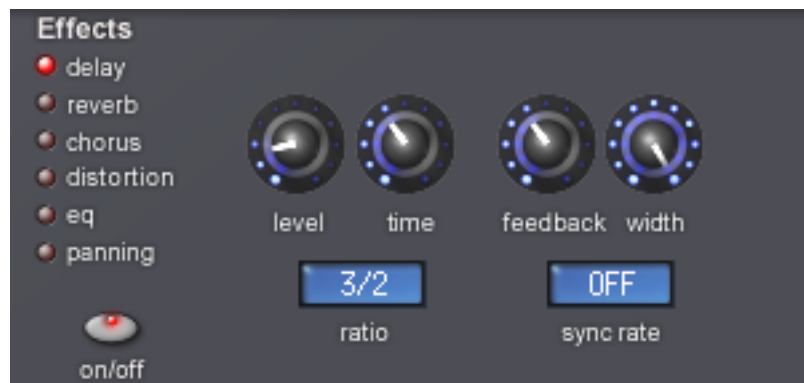 Effects
delay
reverb
chorus
distortion
eq
panning
on/off
level time feedback width
3/2 OFF
ratio sync rate